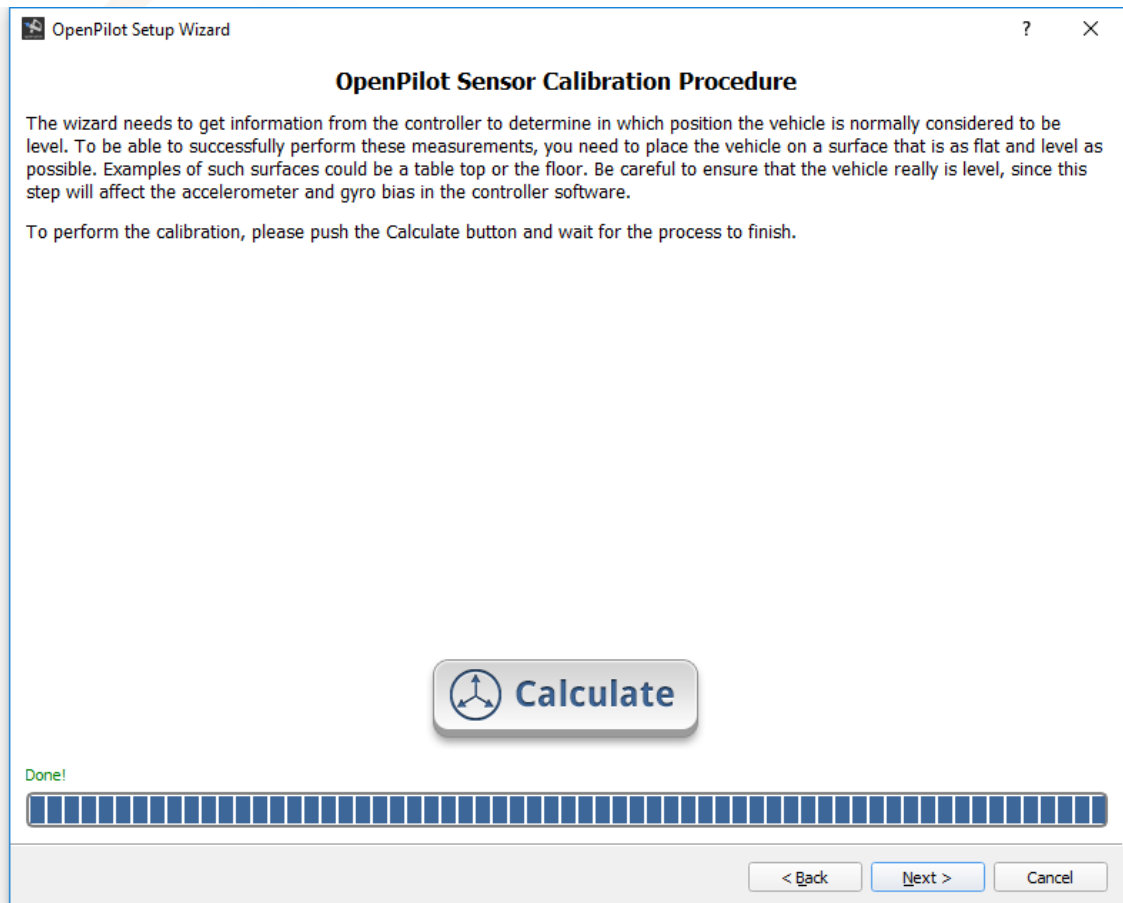 OpenPilot Setup Wizard ?
OpenPilot Sensor Calibration Procedure
The wizard needs to get information from the controller to determine in which position the vehicle is normally considered to be
level. To be able to successfully perform these measurements, you need to place the vehicle on a surface that is as flat and level as
possible. Examples of such surfaces could be a table top or the floor. Be careful to ensure that the vehicle really is level, since this
step will affect the accelerometer and gyro bias in the controller software.
To perform the calibration, please push the Calculate button and wait for the process to finish.
Calculate
Done!
< Back Next > Cancel